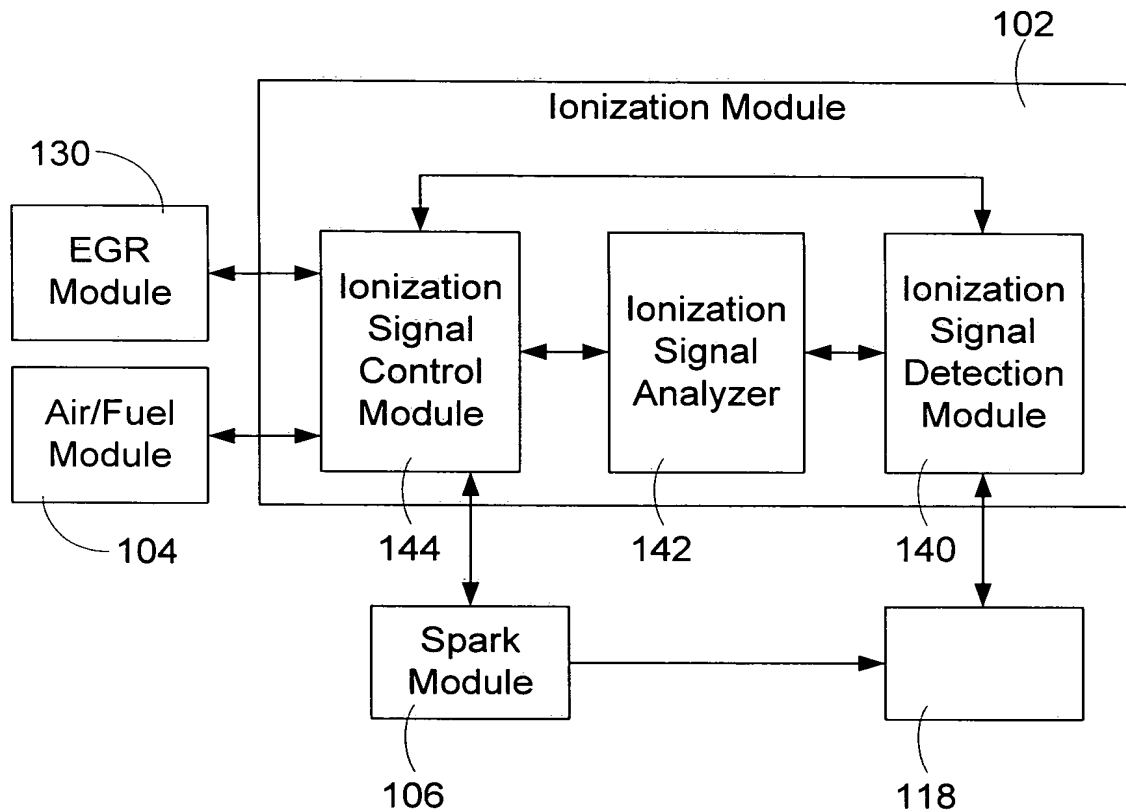 102
Ionization Module
130
EGR
Module
Ionization
Signal
Control
Module
Ionization
Signal
Analyzer
Ionization
Signal
Detection
Module
Air/Fuel
Module
104
144
142
140
Spark
Module
106
118